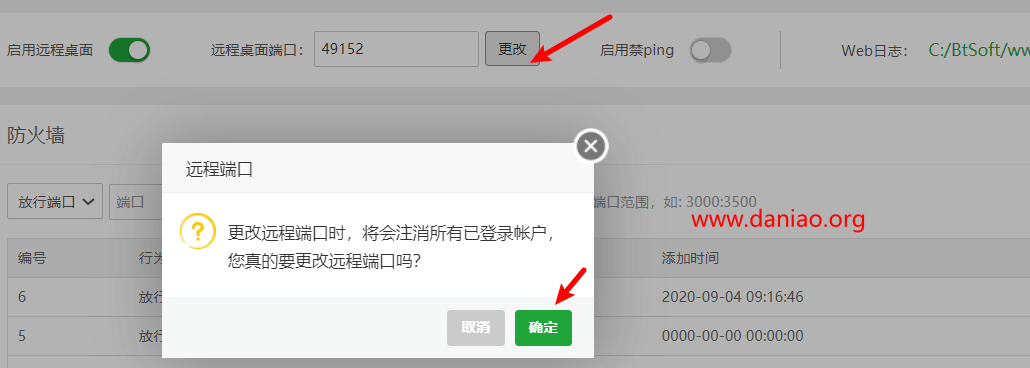 启用远程桌面 远程桌面端口: 49152 更改 启用禁ping Web日志: C:/BtSoft/ww
防火墙
远程端口
放行端口 端口 端口范围，如: 3000:3500
www.daniao.org
更改远程端口时，将会注消所有已登录帐户，
您真的要更改远程端口吗?
编号 行为 添加时间
6 放行 2020-09-04 09:16:46
取消 确定
5 放行 0000-00-00 00:00:00